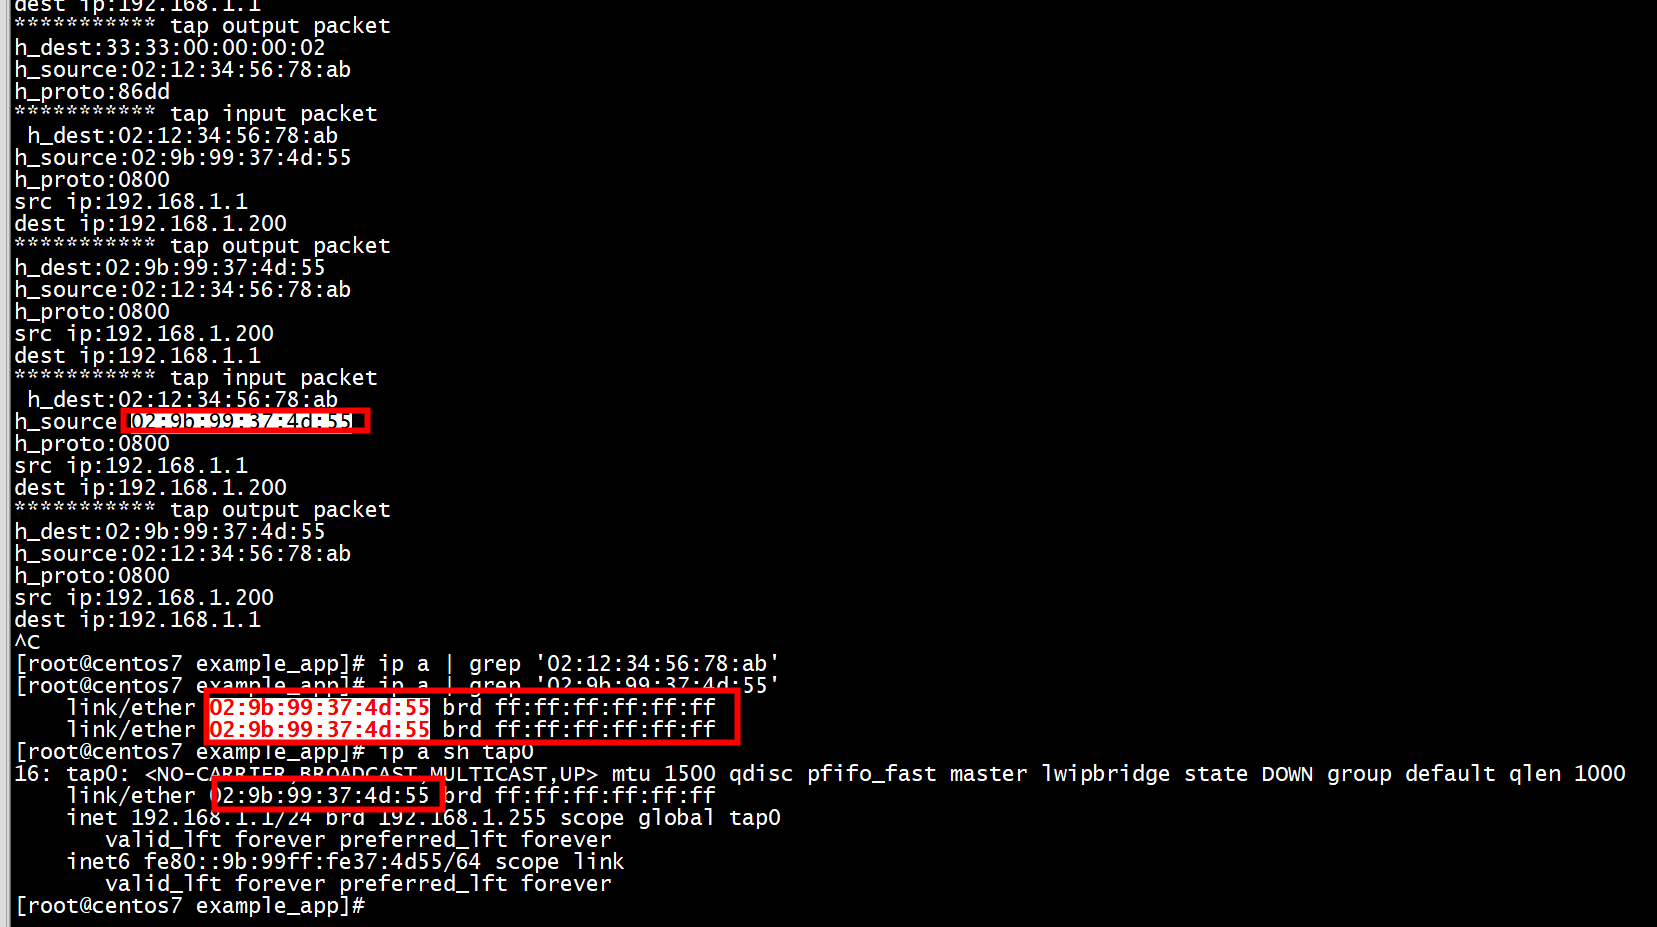 dest ip:192.168.1.1
*********** tap output packet
h_dest:33:33:00:00:00:02
h_source:02:12:34:56:78:ab
h_proto:86dd
*********** tap input packet
h_dest:02:12:34:56:78:ab
h_source:02:9b:99:37:4d:55
h_proto:0800
src ip:192.168.1.1
dest ip:192.168.1.200
*********** tap output packet
h_dest:02:9b:99:37:4d:55
h_source:02:12:34:56:78:ab
h_proto:0800
src ip:192.168.1.200
dest ip:192.168.1.1
*********** tap input packet
h_dest:02:12:34:56:78:ab
h_source:02:9b:99:37:4d:55
h_proto:0800
src ip:192.168.1.1
dest ip:192.168.1.200
*********** tap output packet
h_dest:02:9b:99:37:4d:55
h_source:02:12:34:56:78:ab
h_proto:0800
src ip:192.168.1.200
dest ip:192.168.1.1
^C
[root@centos7 example_app]# ip a | grep '02:12:34:56:78:ab'
[root@centos7 example_app]# ip a | grep '02:9b:99:37:4d:55'
link/ether 02:9b:99:37:4d:55 brd ff:ff:ff:ff:ff:ff
link/ether 02:9b:99:37:4d:55 brd ff:ff:ff:ff:ff:ff
[root@centos7 example_app]# ip a sh tap0
16: tap0: <NO-CARRIER,BROADCAST,MULTICAST,UP> mtu 1500 qdisc pfifo_fast master lwipbridge state DOWN group default qlen 1000
link/ether 02:9b:99:37:4d:55 brd ff:ff:ff:ff:ff:ff
inet 192.168.1.1/24 brd 192.168.1.255 scope global tap0
valid_lft forever preferred_lft forever
inet6 fe80::9b:99ff:fe37:4d55/64 scope link
valid_lft forever preferred_lft forever
[root@centos7 example_app]#